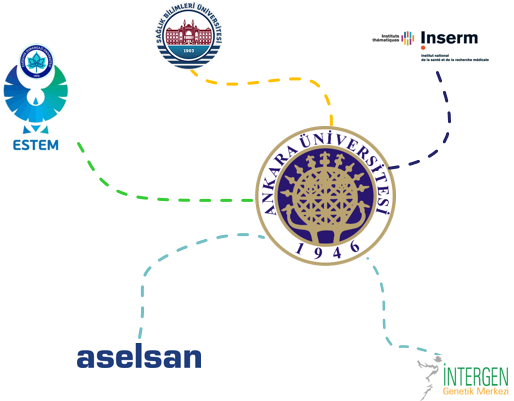 SAĞLIK BİLİMLERİ ÜNİVERSİTESİ
1903
Instituts
thématiques
Inserm
Institut national
de la santé et de la recherche médicale
ESTEM
ANKARA ÜNİVERSİTESİ
1946
aselsan
İNTERGEN
Genetik Merkezi